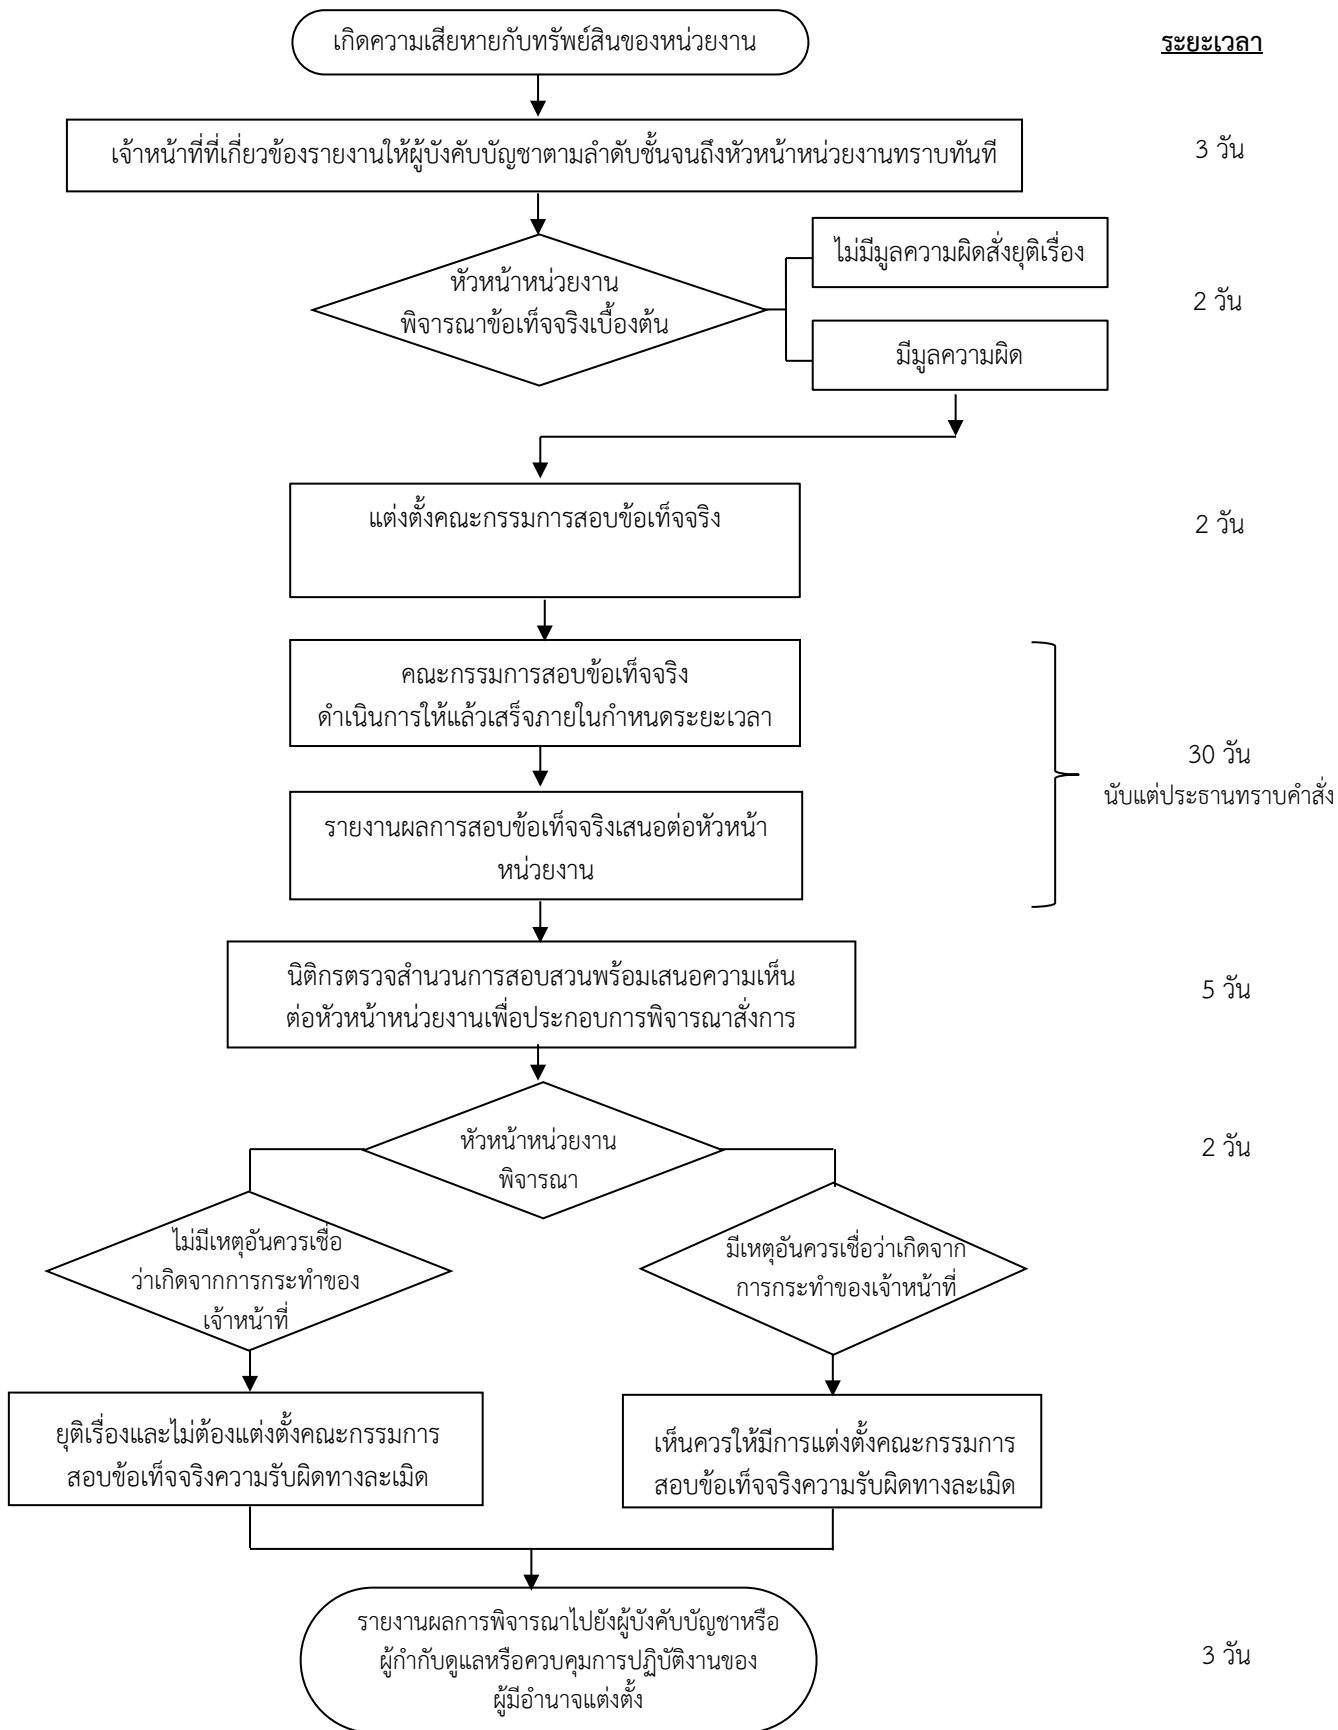 เกิดความเสียหายกับทรัพย์สินของหน่วยงาน
ระยะเวลา
เจ้าหน้าที่ที่เกี่ยวข้องรายงานให้ผู้บังคับบัญชาตามลำดับชั้นจนถึงหัวหน้าหน่วยงานทราบทันที
3 วัน
ไม่มีมูลความผิดสั่งยุติเรื่อง
หัวหน้าหน่วยงาน
พิจารณาข้อเท็จจริงเบื้องต้น
2 วัน
มีมูลความผิด
แต่งตั้งคณะกรรมการสอบข้อเท็จจริง
2 วัน
คณะกรรมการสอบข้อเท็จจริง
ดำเนินการให้แล้วเสร็จภายในกำหนดระยะเวลา
30 วัน
นับแต่ประธานทราบคำสั่ง
รายงานผลการสอบข้อเท็จจริงเสนอต่อหัวหน้า
หน่วยงาน
นิติกรตรวจสำนวนการสอบสวนพร้อมเสนอความเห็น
ต่อหัวหน้าหน่วยงานเพื่อประกอบการพิจารณาสั่งการ
5 วัน
หัวหน้าหน่วยงาน
พิจารณา
2 วัน
ไม่มีเหตุอันควรเชื่อ
ว่าเกิดจากการกระทำของ
เจ้าหน้าที่
มีเหตุอันควรเชื่อว่าเกิดจาก
การกระทำของเจ้าหน้าที่
ยุติเรื่องและไม่ต้องแต่งตั้งคณะกรรมการ
สอบข้อเท็จจริงความรับผิดทางละเมิด
เห็นควรให้มีการแต่งตั้งคณะกรรมการ
สอบข้อเท็จจริงความรับผิดทางละเมิด
รายงานผลการพิจารณาไปยังผู้บังคับบัญชาหรือ
ผู้กำกับดูแลหรือควบคุมการปฏิบัติงานของ
ผู้มีอำนาจแต่งตั้ง
3 วัน